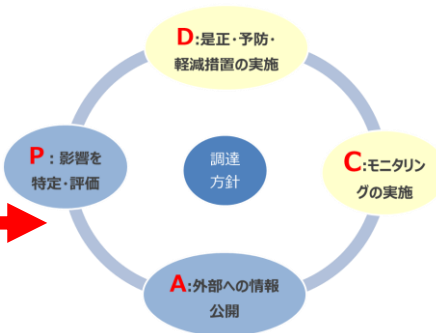 D:是正・予防・
軽減措置の実施
P：影響を
特定・評価
調達
方針
C:モニタリン
グの実施
A:外部への情報
公開